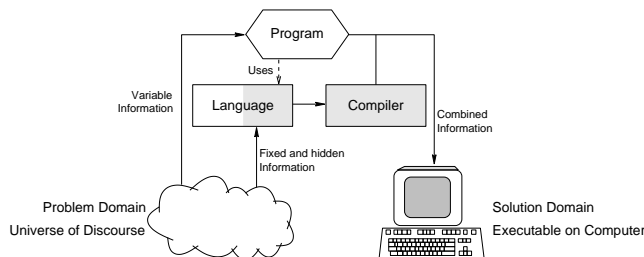 Program
Uses
Variable
Information
Language
Compiler
Combined
Information
Fixed and hidden
Information
Problem Domain
Universe of Discourse
Solution Domain
Executable on Computer